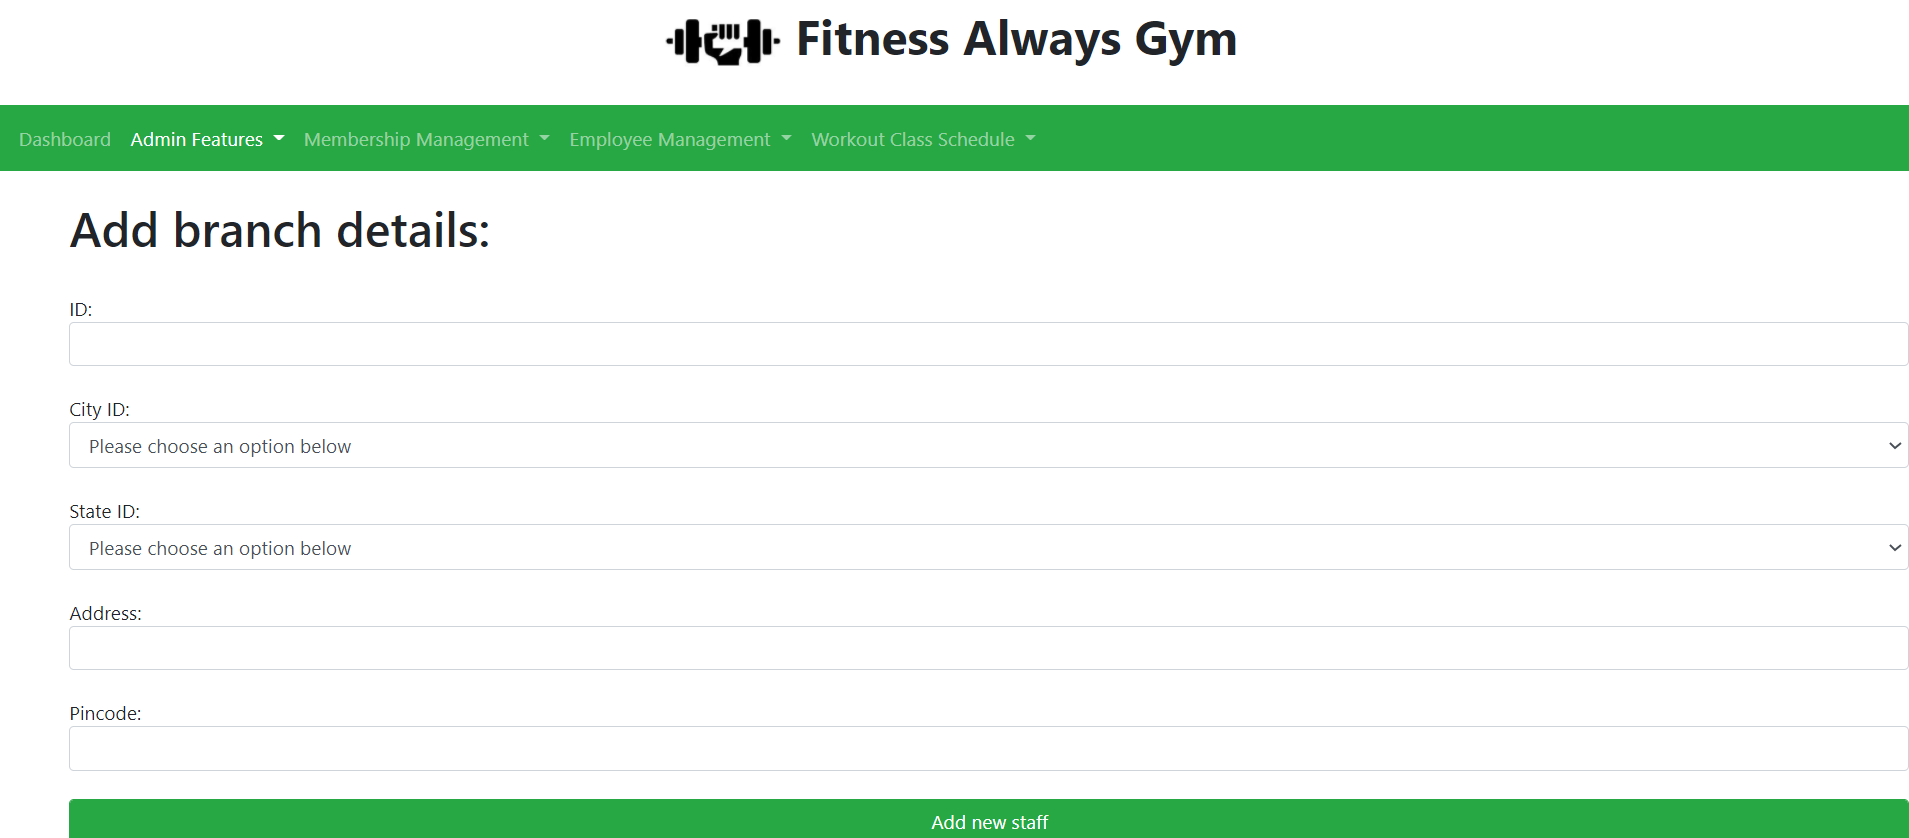 Fitness Always Gym
Dashboard Admin Features Membership Management Employee Management Workout Class Schedule
Add branch details:
ID:
City ID:
Please choose an option below
State ID:
Please choose an option below
Address:
Pincode:
Add new staff